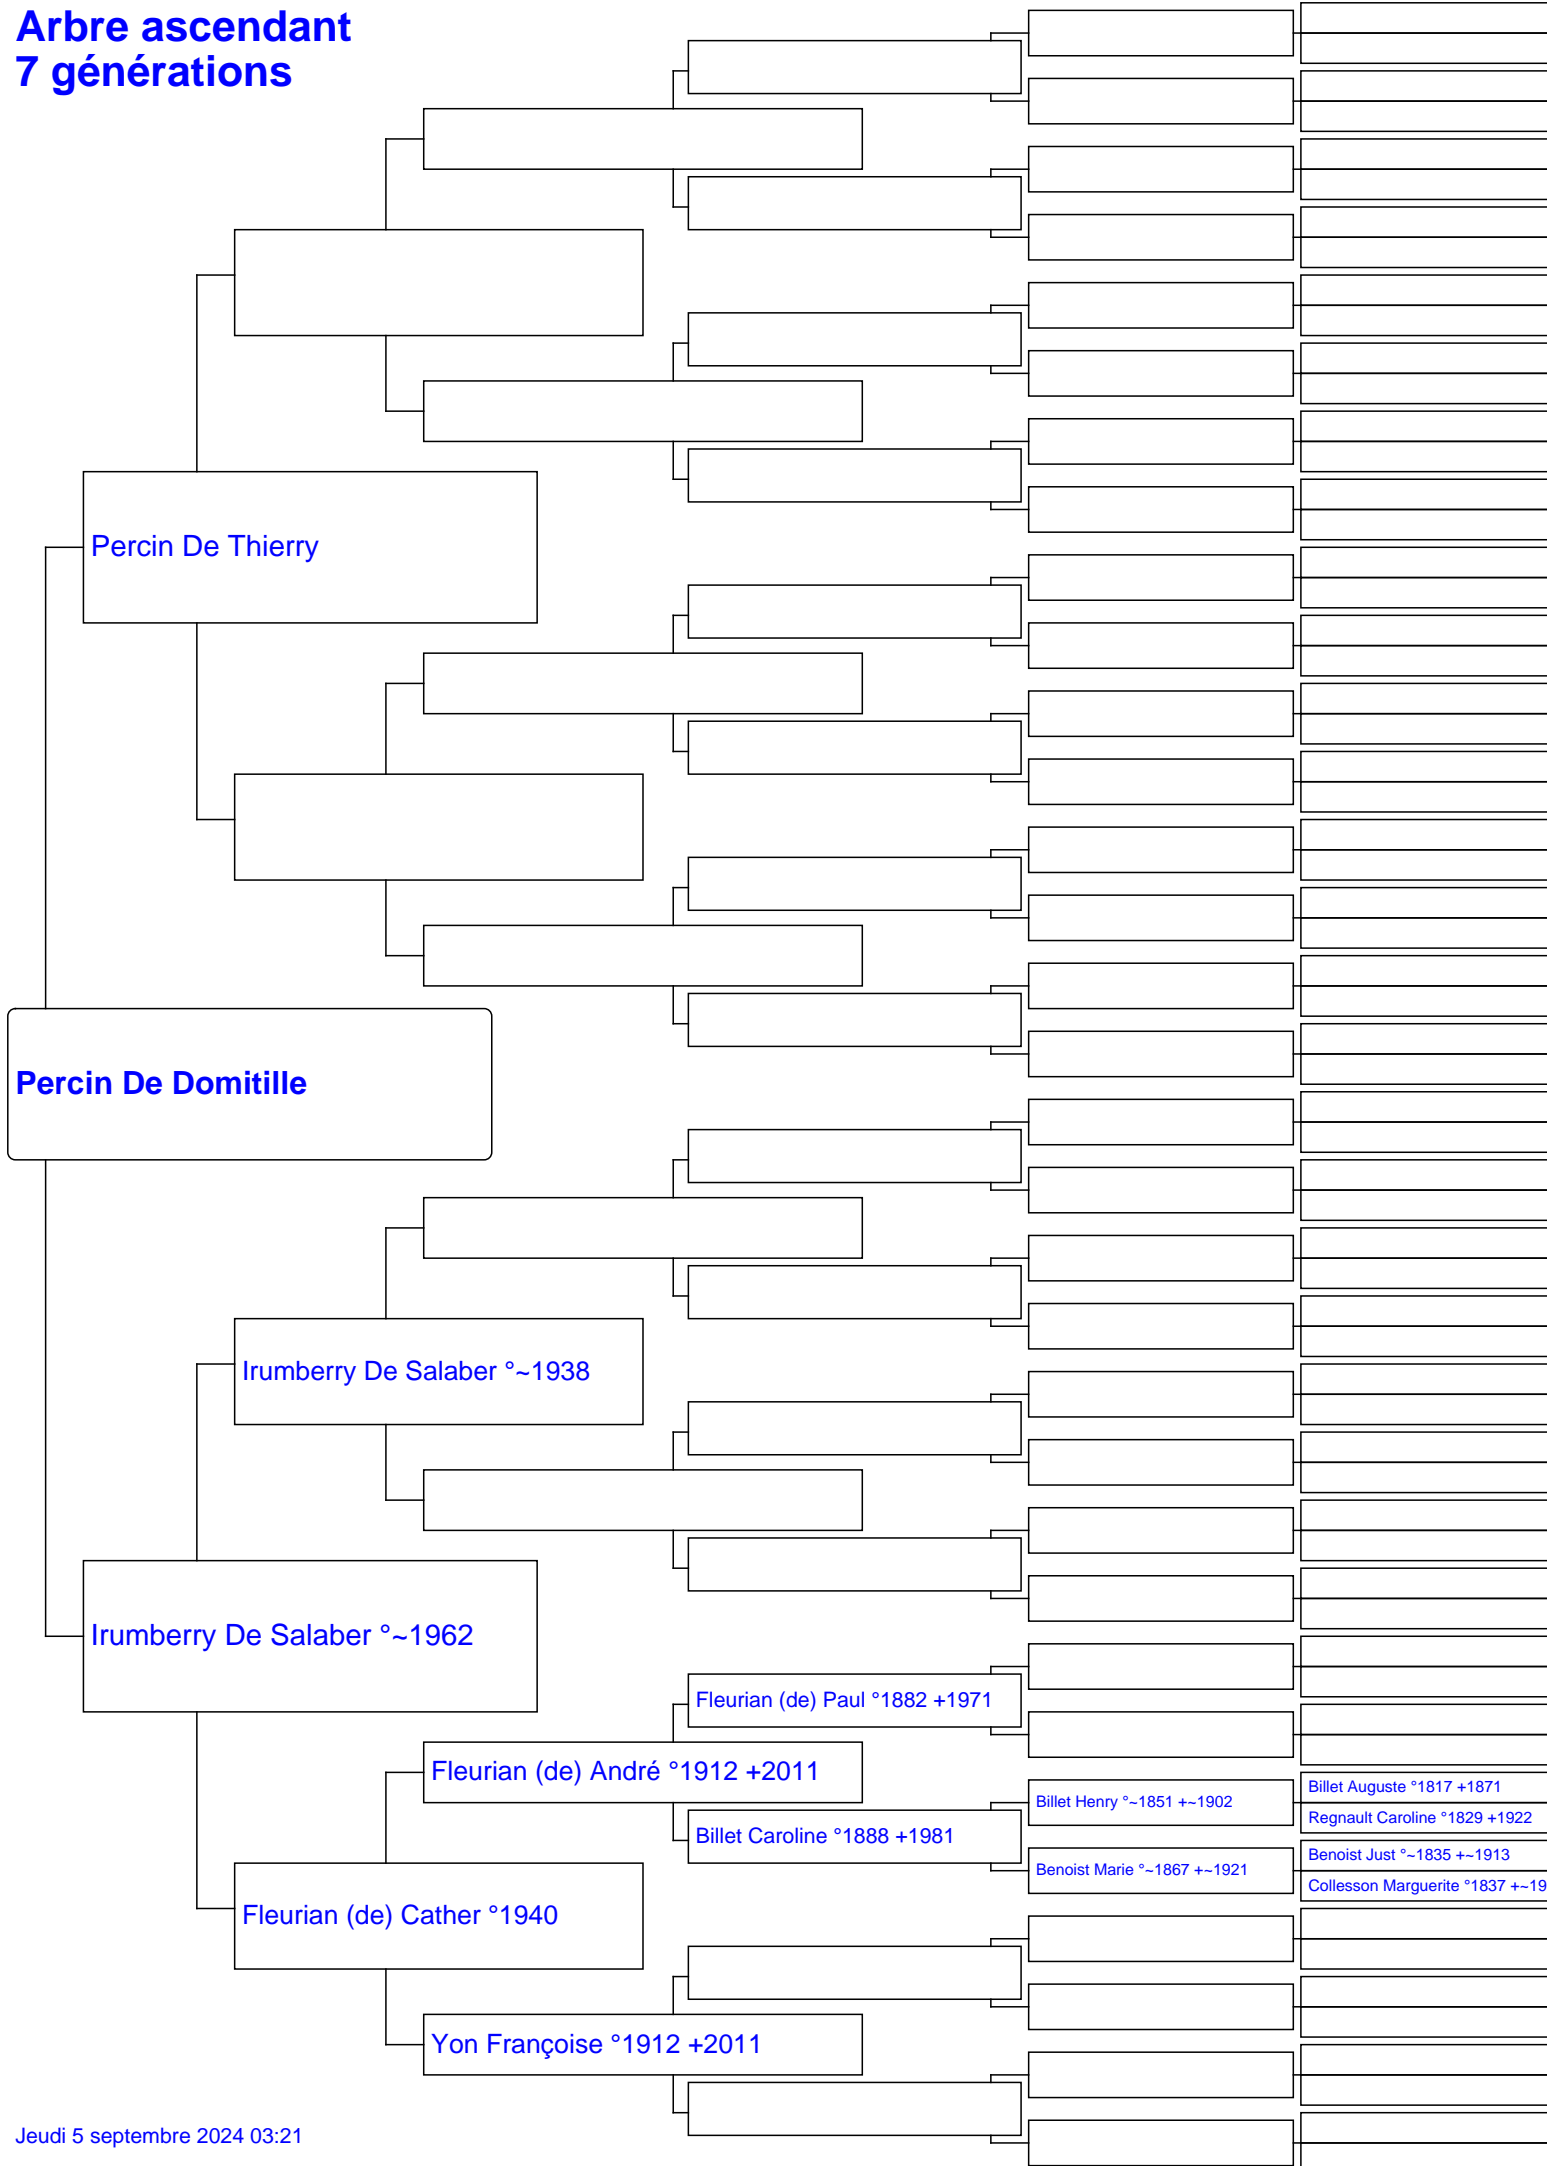 Arbre ascendant
7 générations
Percin De Thierry
Percin De Domitille
Irumberry De Salaber °~1938
Irumberry De Salaber °~1962
Fleurian (de) Paul °1882 +1971
Fleurian (de) André °1912 +2011
Billet Auguste °1817 +1871
Billet Henry °~1851 +~1902
Regnault Caroline °1829 +1922
Billet Caroline °1888 +1981
Benoist Just °~1835 +~1913
Benoist Marie °~1867 +~1921
Collesson Marguerite °1837 +~19
Fleurian (de) Cather °1940
Yon Françoise °1912 +2011
Jeudi 5 septembre 2024 03:21